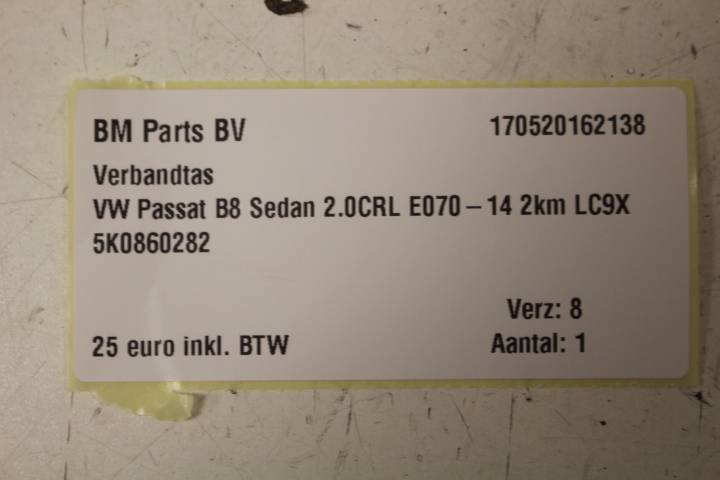 BM Parts BV 170520162138
Verbandtas
VW Passat B8 Sedan 2.0CRL E070-14 2km LC9X
5K0860282
Verz: 8
25 euro inkl. BTW Aantal: 1